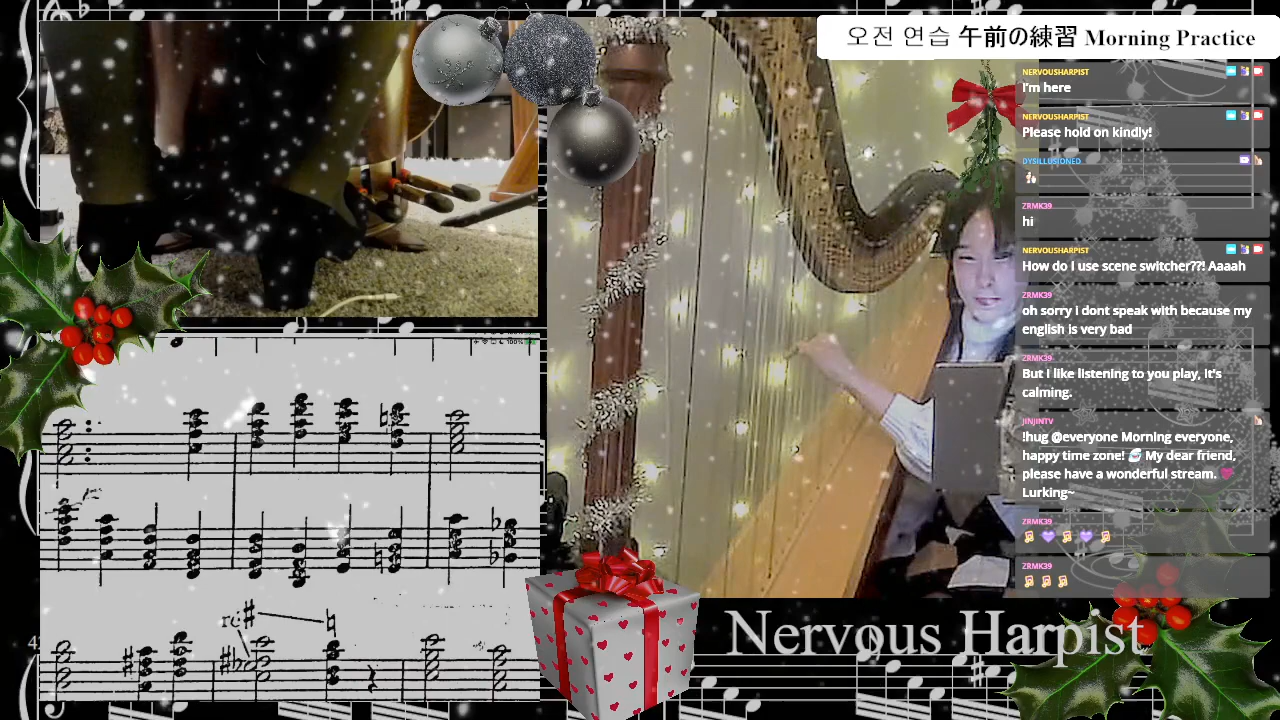 오전 연습 午前の練習 Morning Practice
NERVOUSHARPIST
I'm here
NERVOUSHARPIST
Please hold on kindly!
DYSILLUSIONED
ZRMK39
hi
NERVOUSHARPIST
How do I use scene switcher??! Aaaah
ZRMK39
oh sorry i dont speak with because my
english is very bad
ZRMK39
But i like listening to you play, it's
calming.
JINJINTV
!hug @everyone Morning everyone,
happy time zone! My dear friend,
please have a wonderful stream.
Lurking~
ZRMK39
ZRMK39
100%
re
Nervous Harpist